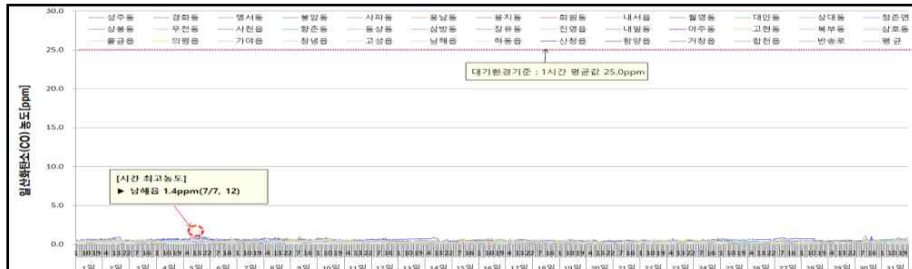 상주동 경화동 명서동 봉암동 사파동 용남동 용지동 회원동 내서읍 월영동 대안동 상대동 정촌면
상봉동 우천동 사천읍 향촌동 동상동 삼방동 장유동 진영읍 내일동 아주동 고현동 북부동 삼호동
물금읍 의령읍 가야읍 창녕읍 고성읍 남해읍 하동읍 산청읍 함양읍 거창읍 합천읍 반송로 평균
30.0
25.0
대기환경기준 : 1시간 평균값 25.0ppm
20.0
15.0
10.0
5.0
0.0
일산화탄소(CO) 농도[ppm]
[시간 최고농도]
► 남해읍 1.4ppm(7/7, 12)
1일 2일 3일 4일 5일 6일 7일 8일 9일 10일 11일 12일 13일 14일 15일 16일 17일 18일 19일 20일 21일 22일 23일 24일 25일 26일 27일 28일 29일 30일 31일